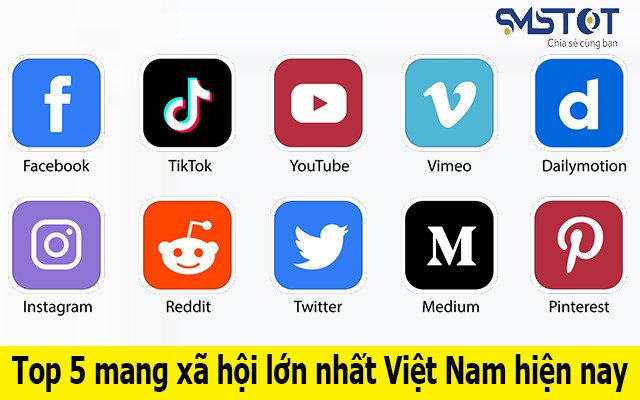 SMSTOT
Chia sẻ cùng bạn
Facebook TikTok YouTube Vimeo Dailymotion
Instagram Reddit Twitter Medium Pinterest
Top 5 mang xã hội lớn nhất Việt Nam hiện nay